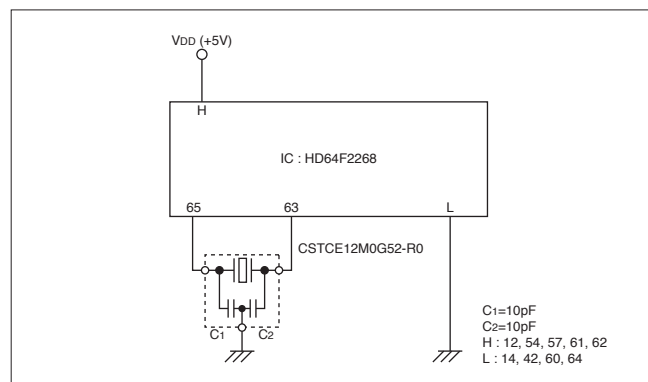 VDD (+5V)
H
IC : HD64F2268
65 63 L
CSTCE12M0G52-R0
C1 C2
C1=10pF
C2=10pF
H : 12, 54, 57, 61, 62
L : 14, 42, 60, 64